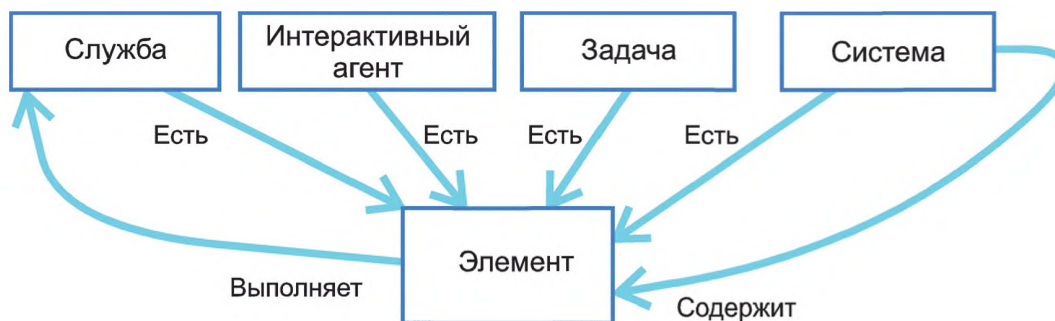 Служба
Интерактивный
агент
Задача
Система
Есть
Есть
Есть
Есть
Элемент
Выполняет
Содержит